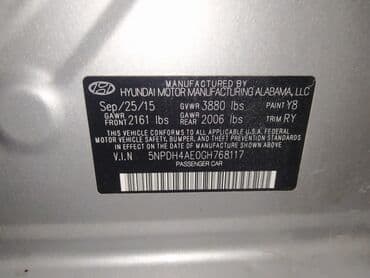 MANUFACTURED BY
HYUNDAI MOTOR MANUFACTURING ALABAMA, LLC
Sep/25/15 GVWR 3880 lbs PAINT Y8
GAWR FRONT 2161 lbs GAWR REAR 2006 lbs TRIM RY
THIS VEHICLE CONFORMS TO ALL APPLICABLE U.S.A FEDERAL
MOTOR VEHICLE SAFETY, BUMPER, AND THEFT PREVENTION
STANDARDS IN EFFECT ON THE DATE OF MANUFACTURE SHOWN ABOVE.
V.I.N 5NPDH4AE0GH768117
PASSENGER CAR